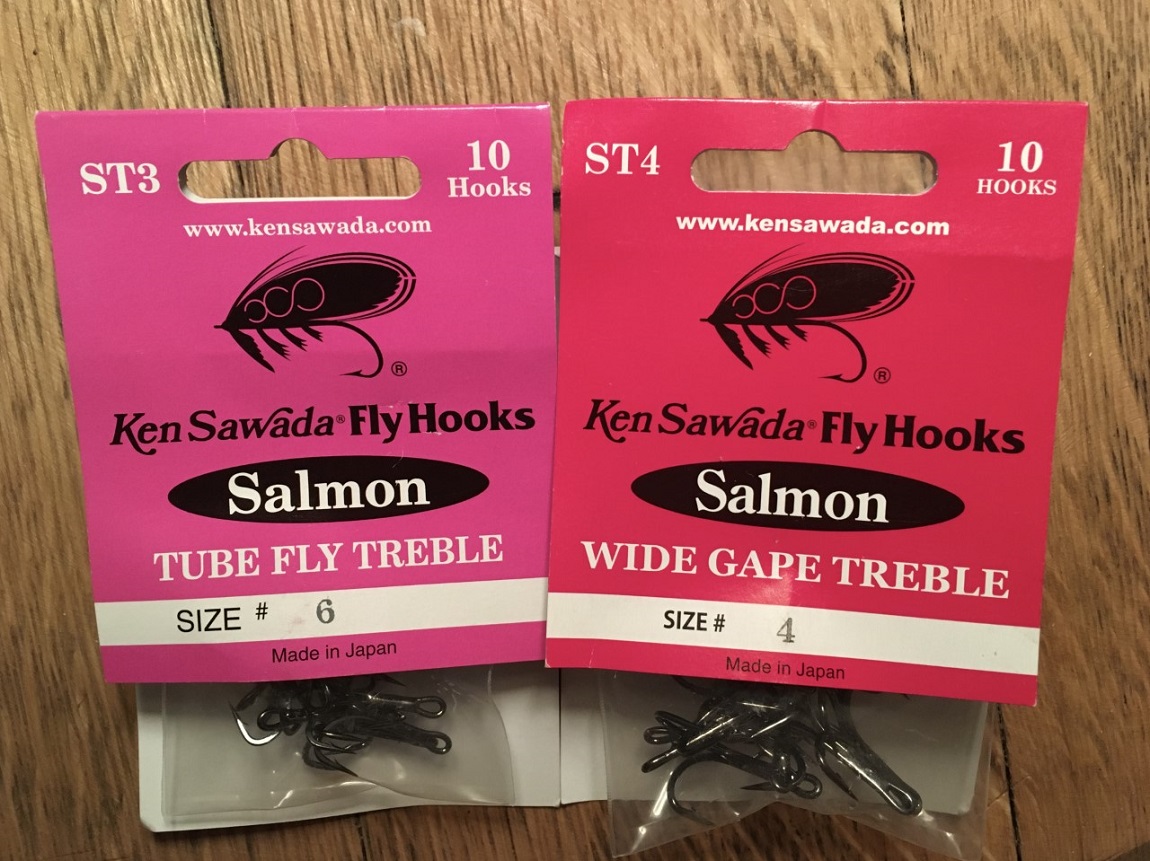 ST3
10
Hooks
www.kensawada.com
®
Ken Sawada® Fly Hooks
Salmon
TUBE FLY TREBLE
SIZE # 6
Made in Japan
ST4
10
HOOKS
www.kensawada.com
®
Ken Sawada® Fly Hooks
Salmon
WIDE GAPE TREBLE
SIZE # 4
Made in Japan